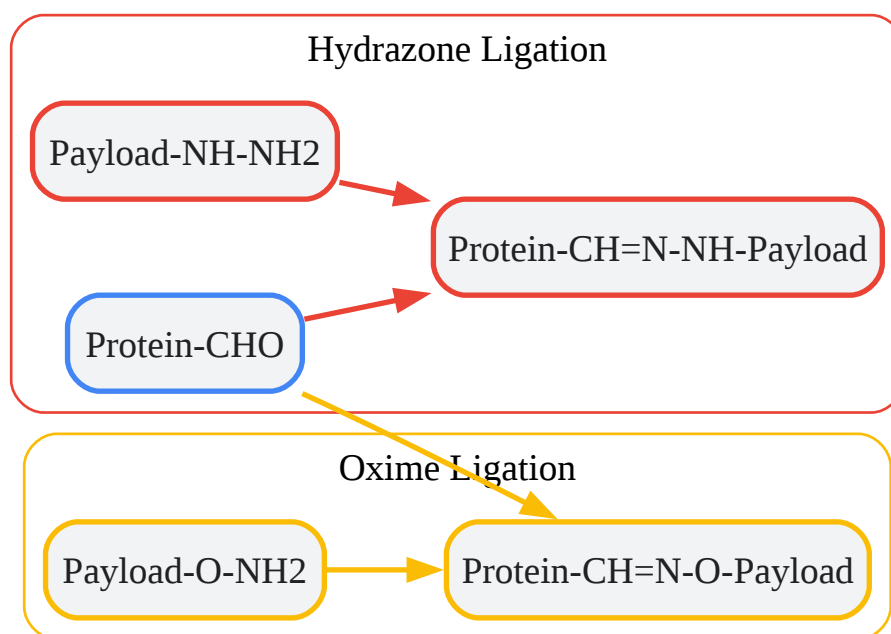 Hydrazone Ligation
Payload-NH-NH2
Protein-CH=N-NH-Payload
Protein-CHO
Oxime Ligation
Payload-O-NH2
Protein-CH=N-O-Payload